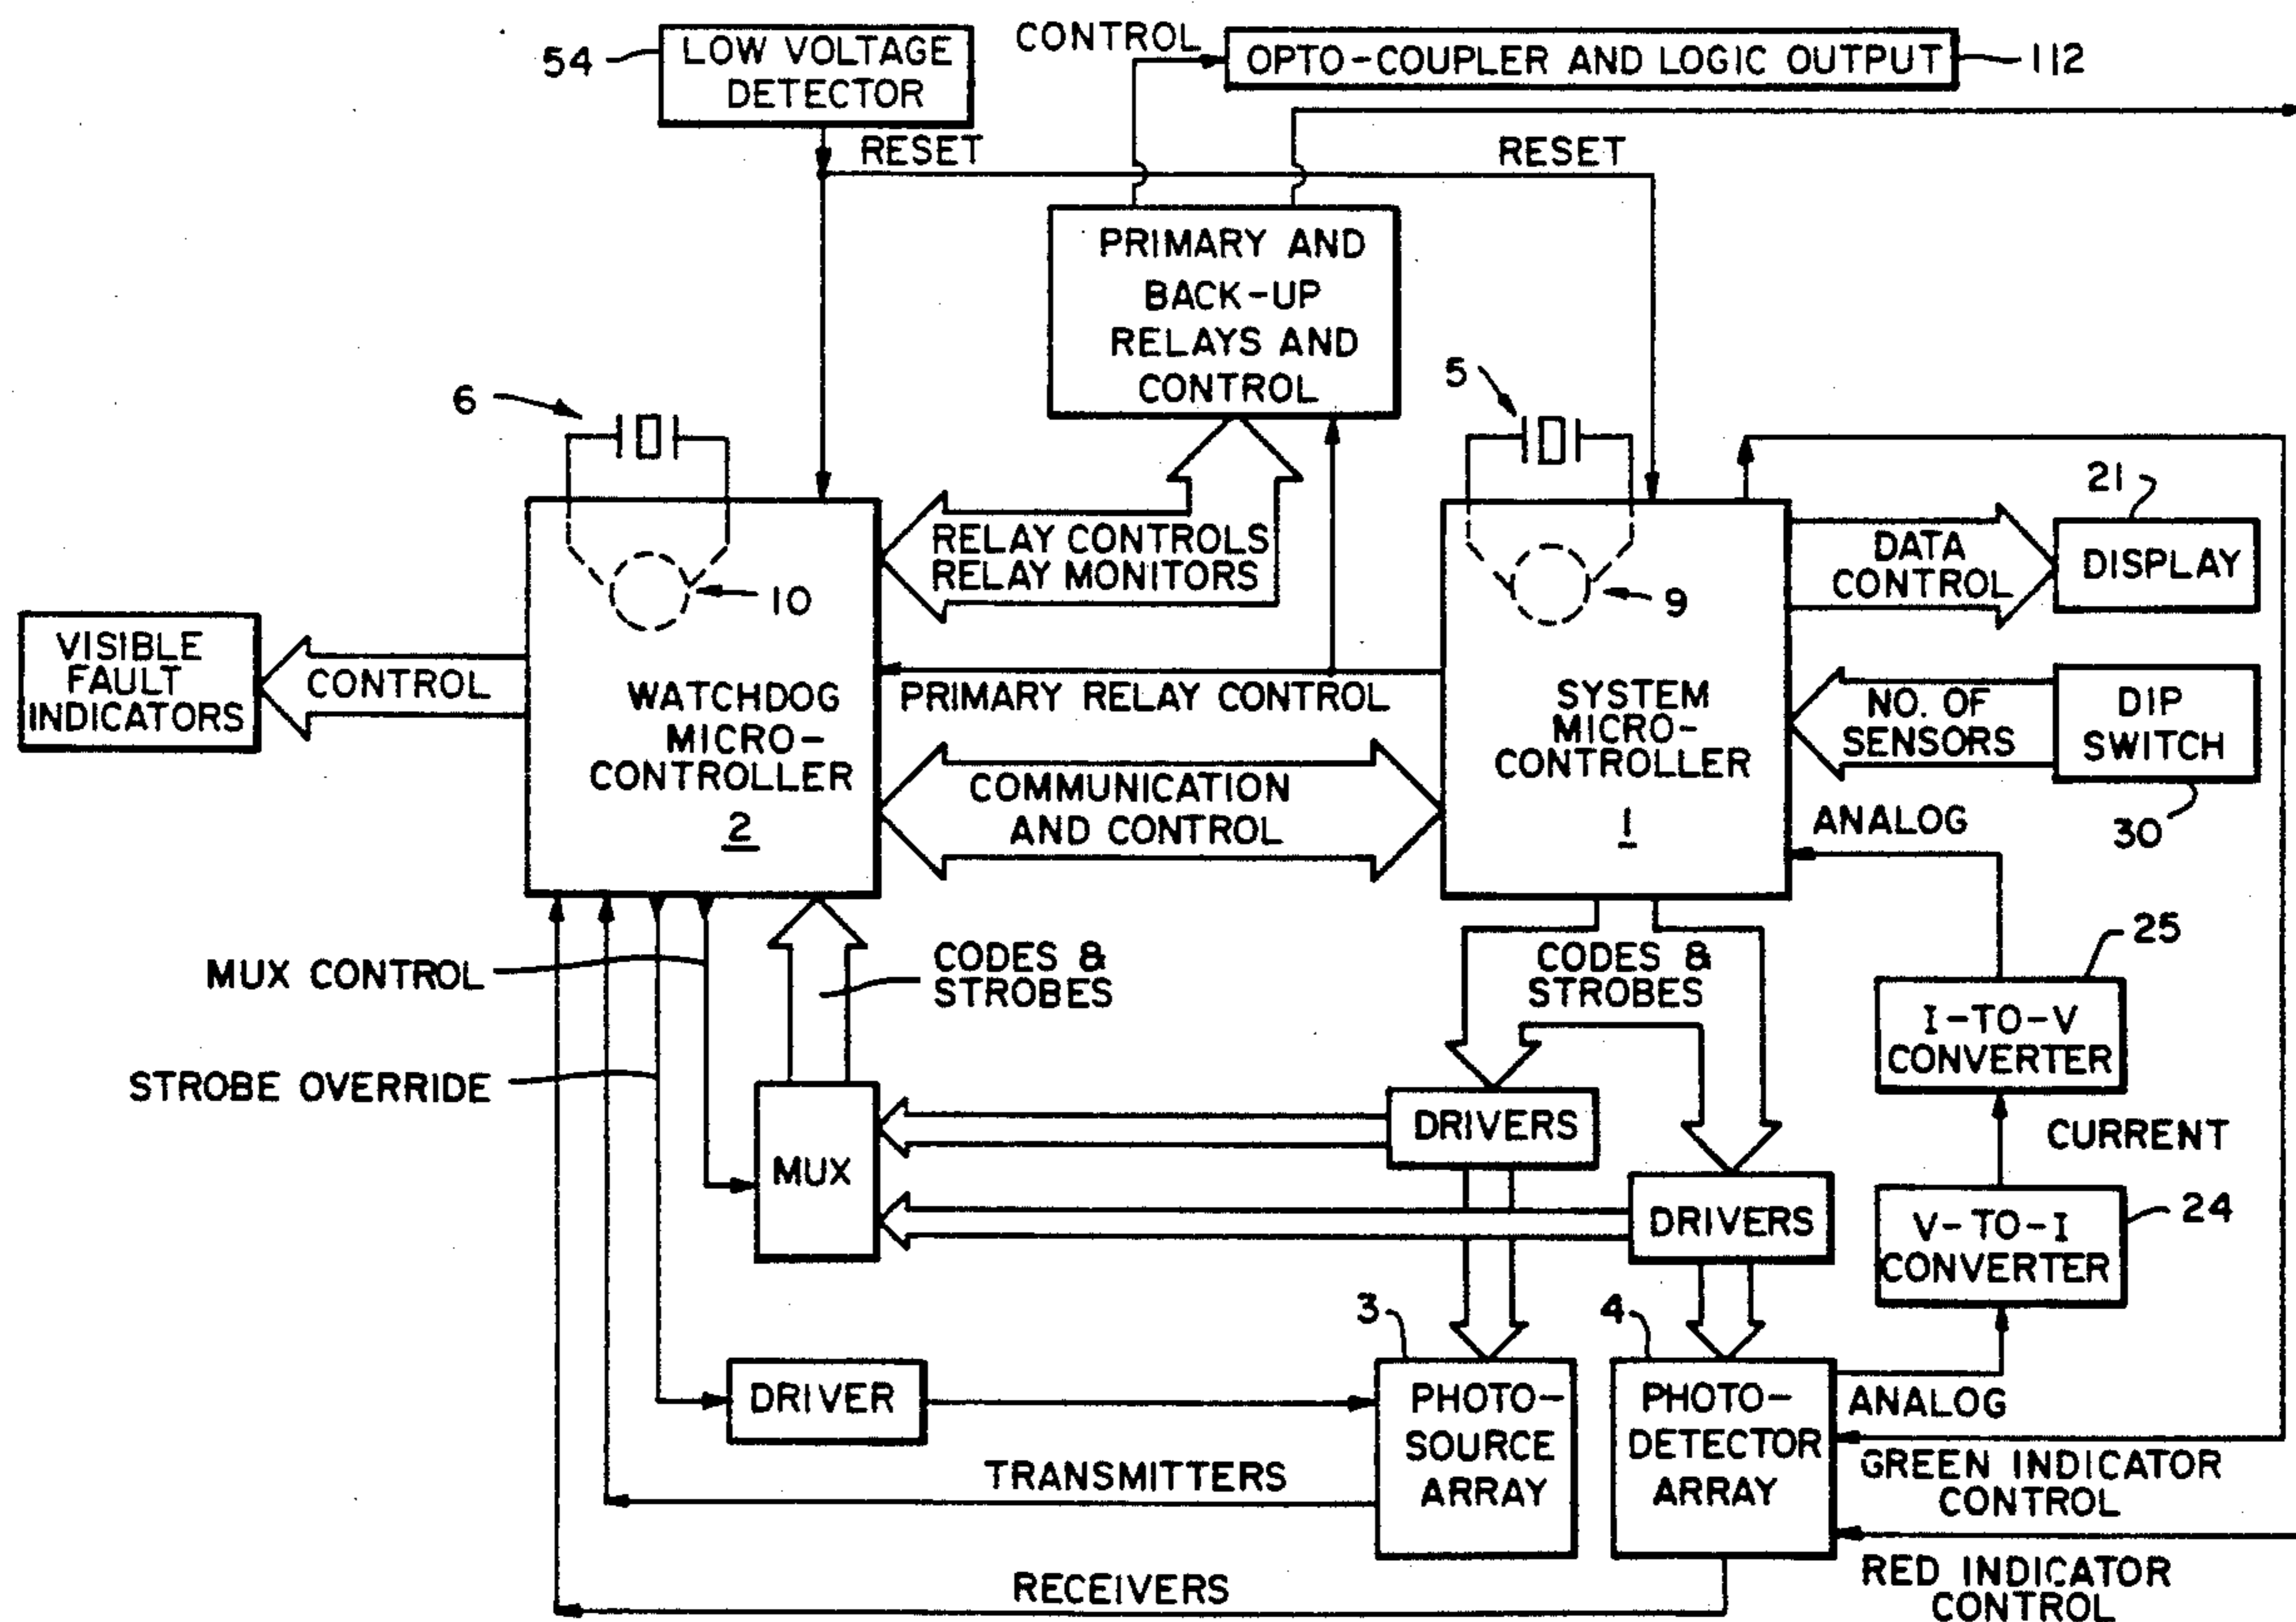 54
LOW VOLTAGE
DETECTOR
CONTROL
OPTO-COUPLER AND LOGIC OUTPUT
112
RESET
RESET
PRIMARY AND
BACK-UP
RELAYS AND
CONTROL
6
5
10
9
RELAY CONTROLS
RELAY MONITORS
DATA
CONTROL
21
DISPLAY
VISIBLE
FAULT
INDICATORS
CONTROL
WATCHDOG
MICRO-
CONTROLLER
2
PRIMARY RELAY CONTROL
COMMUNICATION
AND CONTROL
SYSTEM
MICRO-
CONTROLLER
1
NO. OF
SENSORS
DIP
SWITCH
30
ANALOG
MUX CONTROL
CODES &
STROBES
CODES &
STROBES
25
I-TO-V
CONVERTER
STROBE OVERRIDE
MUX
DRIVERS
DRIVERS
CURRENT
V-TO-I
CONVERTER
24
DRIVER
3
PHOTO-
SOURCE
ARRAY
4
PHOTO-
DETECTOR
ARRAY
ANALOG
GREEN INDICATOR
CONTROL
TRANSMITTERS
RECEIVERS
RED INDICATOR
CONTROL